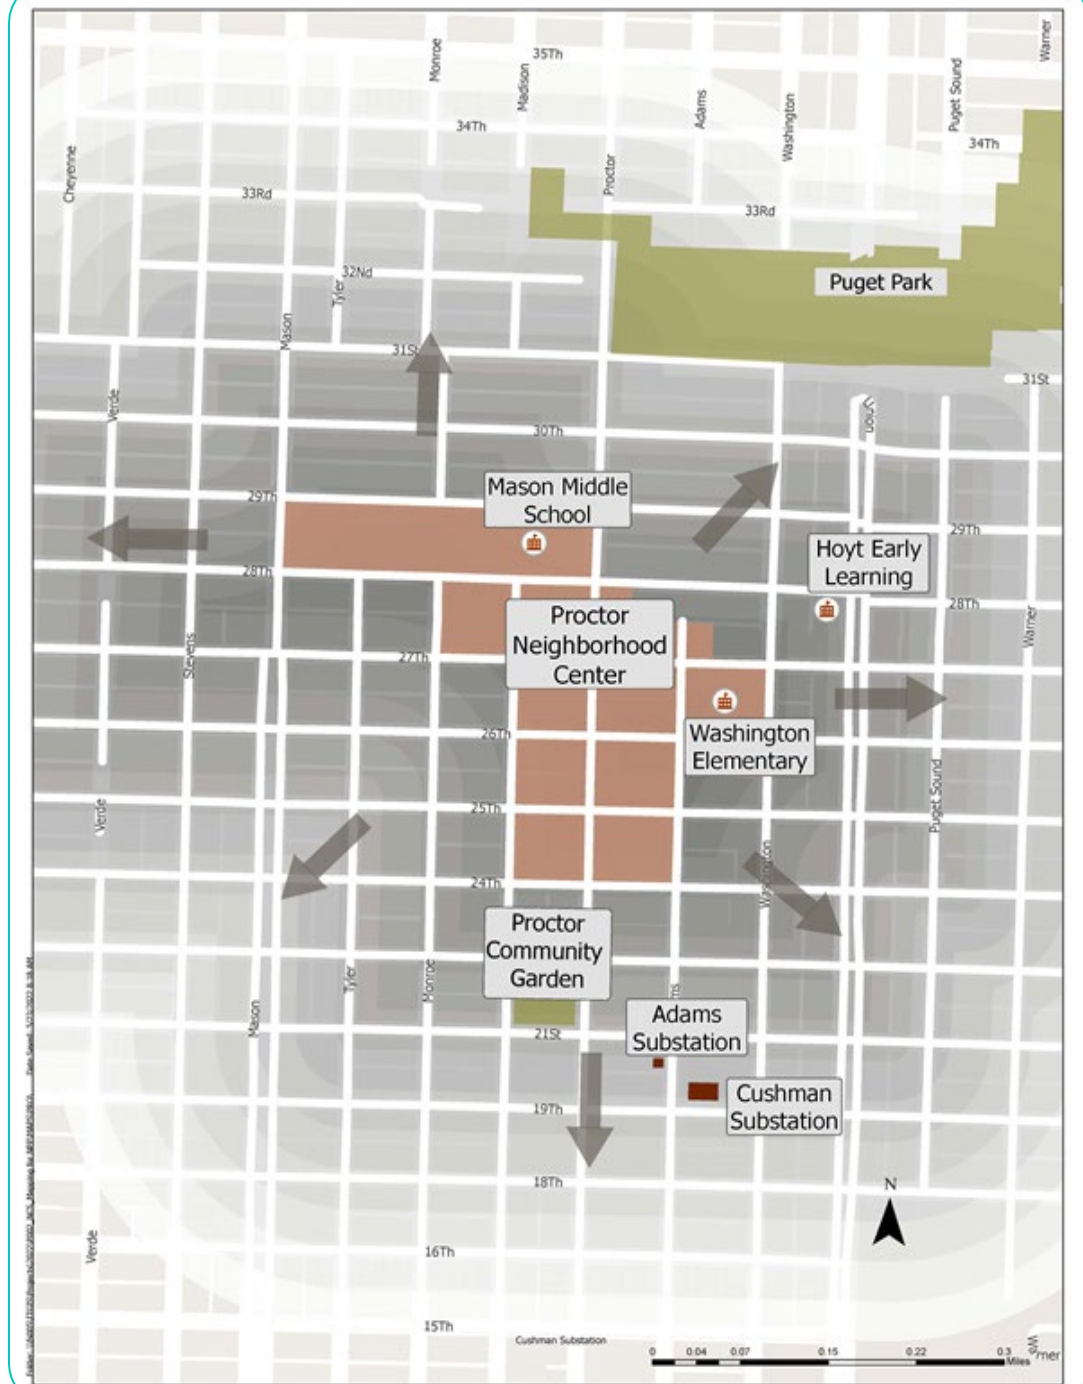 Monroe
Madison
35Th
Warner
Adams
Washington
Puget Sound
34Th
34Th
Cheyenne
Proctor
33Rd
33Rd
32Nd
Puget Park
Tyler
Mason
31St
31St
Verde
Union
30Th
29Th
Mason Middle
School
29Th
Hoyt Early
Learning
28Th
28Th
Proctor
Neighborhood
Center
Stevens
Warner
27Th
26Th
Washington
Elementary
Verde
25Th
Puget Sound
Washington
24Th
Proctor
Community
Garden
Tyler
Monroe
Mason
21St
Adams
Substation
Cushman
Substation
19Th
18Th
N
Verde
16Th
15Th
Cushman Substation
0 0.04 0.07 0.15 0.22 0.3
Miles